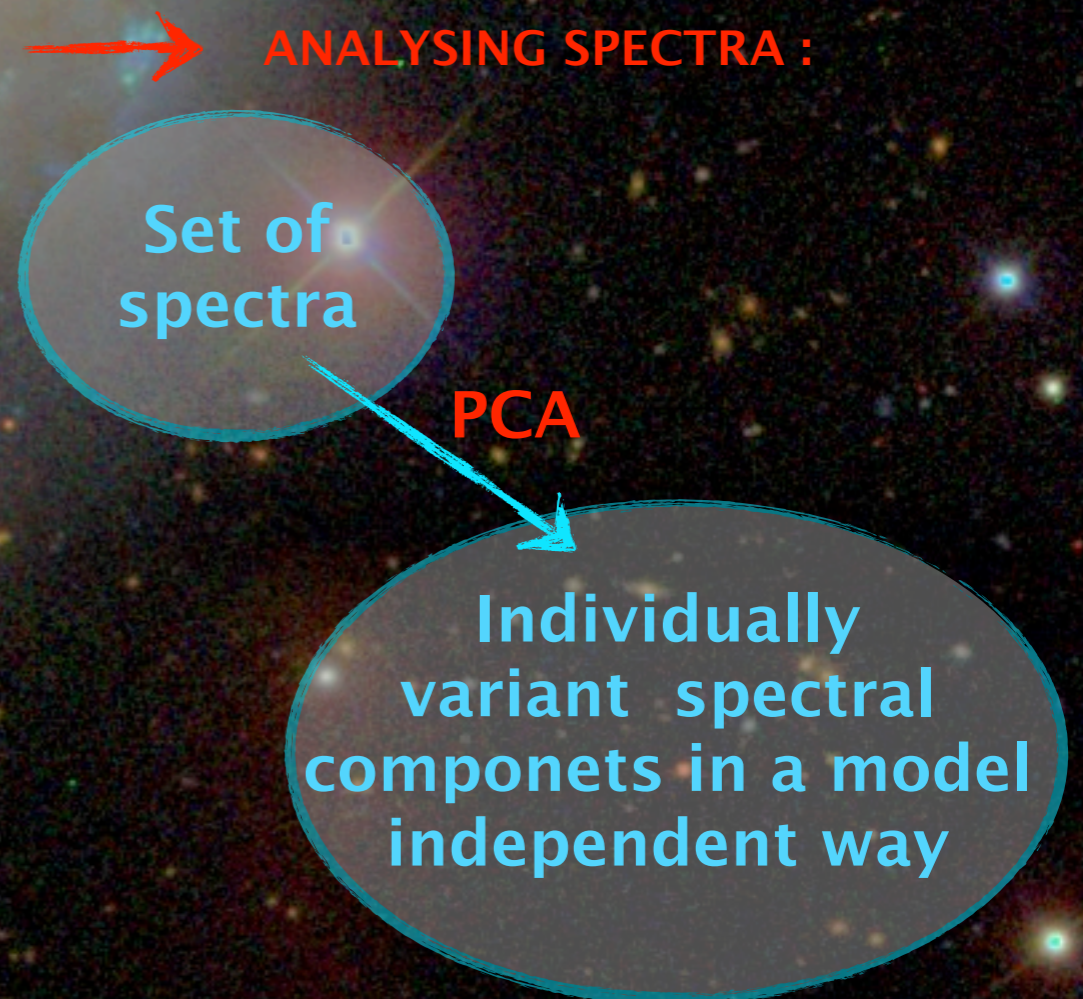 ANALYSING SPECTRA :
Set of
spectra
PCA
Individually
variant spectral
componets in a model
independent way